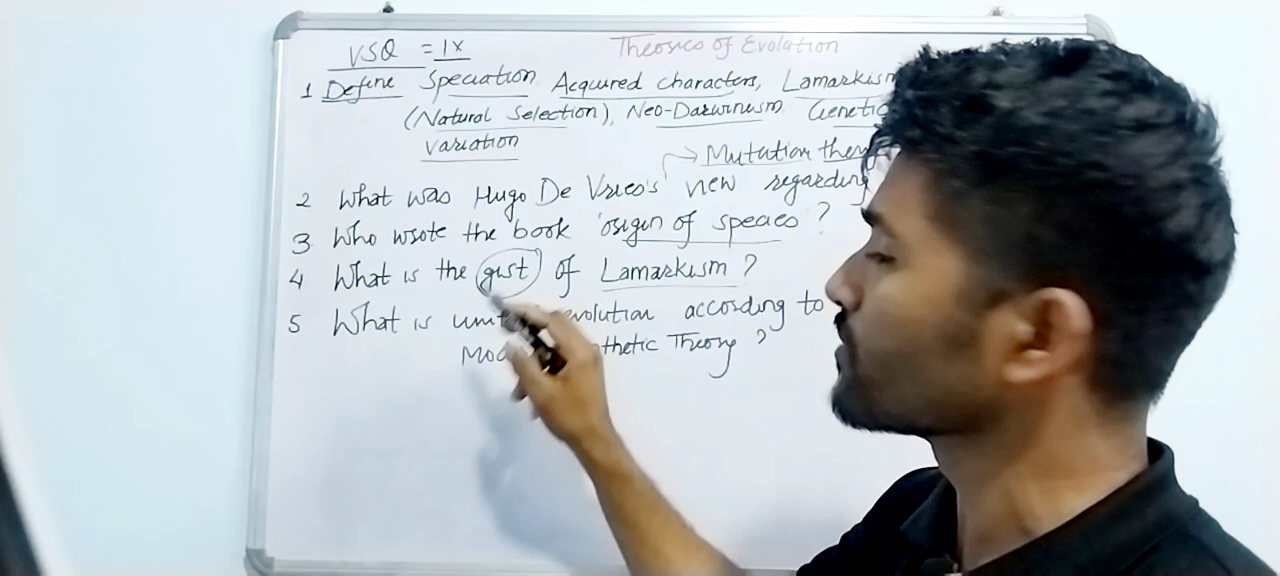 VSQ = 1x
Theories of Evolution
1 Define Speciation Acquired characters, Lamarkism
(Natural Selection), Neo-Darwinism Genetic
variation
→ Mutation theory
2 What was Hugo De Vries's view regarding
3 Who wrote the book 'origin of species ?
4 What is the gist of Lamarkism ?
5 What is unit evolution according to
Theory ?